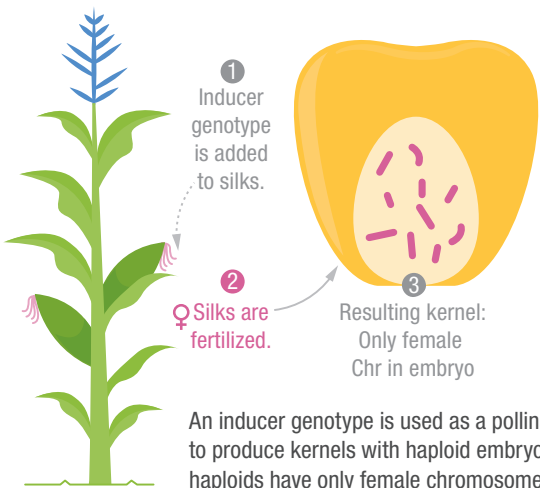 1
Inducer
genotype
is added
to silks.
2
♀ Silks are
fertilized.
3
Resulting kernel:
Only female
Chr in embryo
An inducer genotype is used as a pollin
to produce kernels with haploid embryo
haploids have only female chromosome